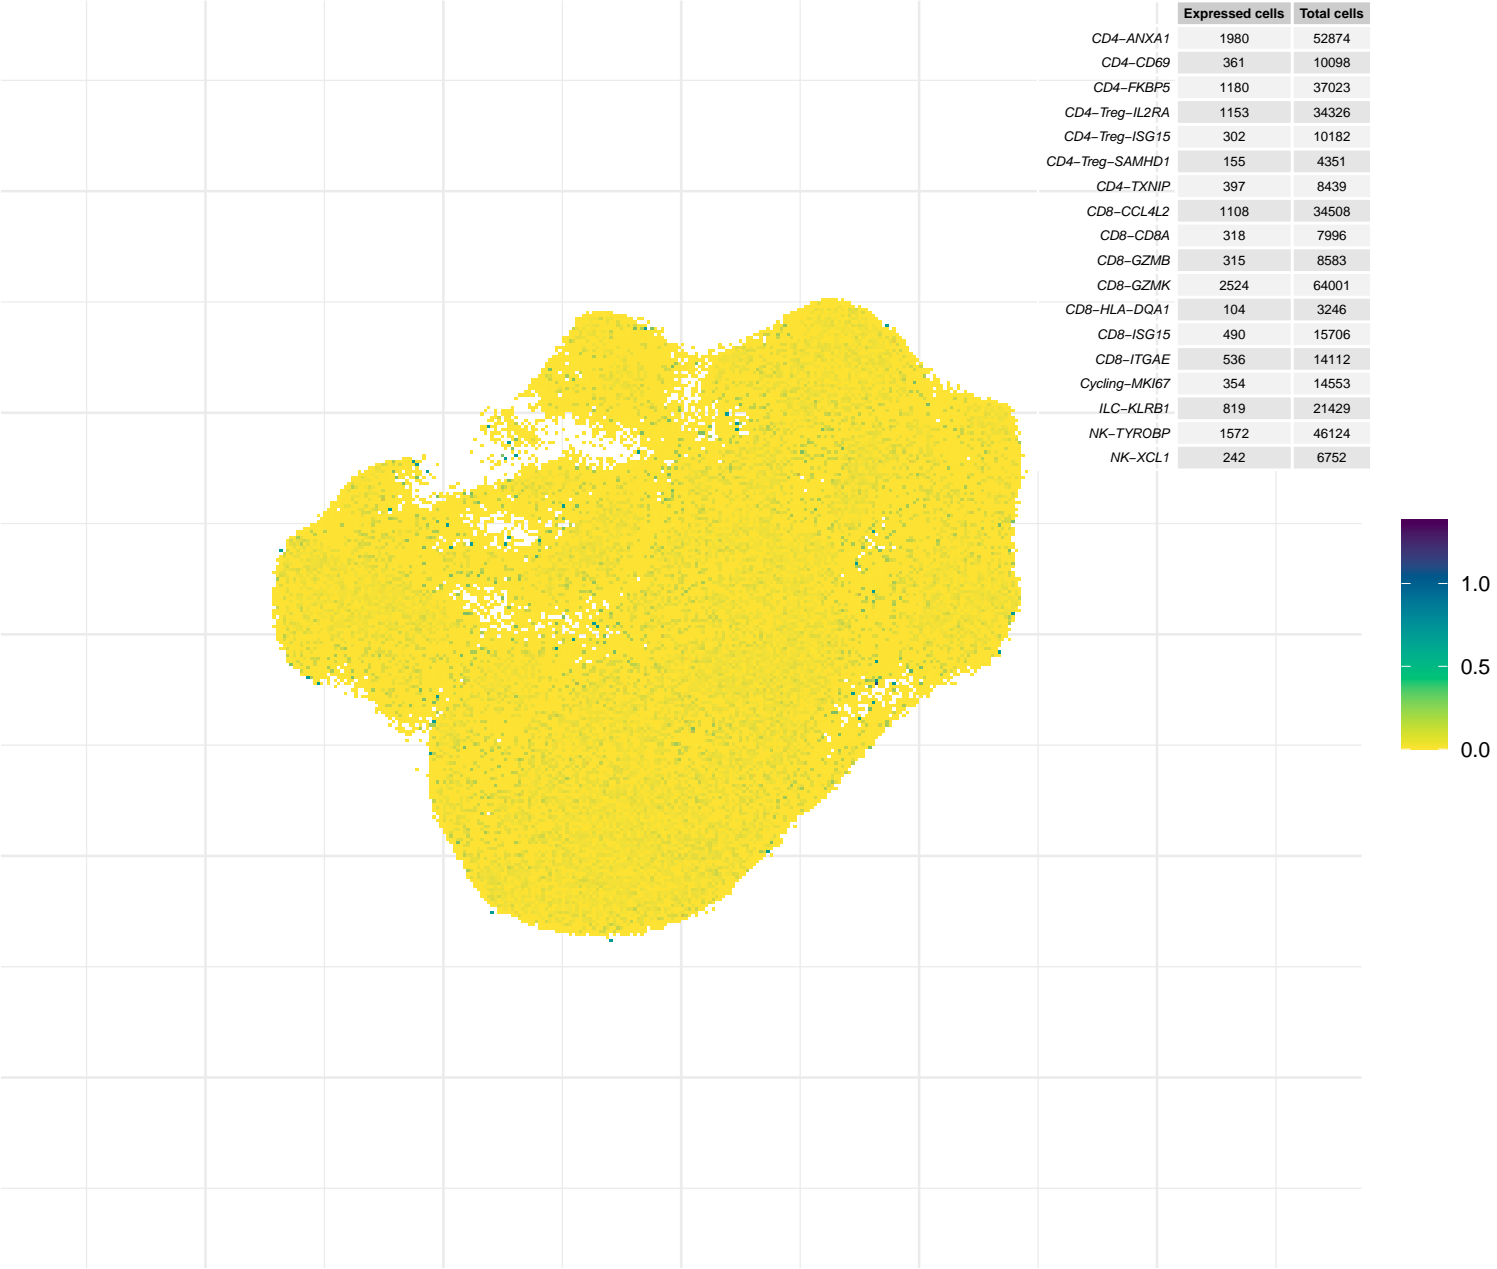 Expressed cells Total cells
CD4−ANXA1 1980 52874
CD4−CD69 361 10098
CD4−FKBP5 1180 37023
CD4−Treg−IL2RA 1153 34326
CD4−Treg−ISG15 302 10182
CD4−Treg−SAMHD1 155 4351
CD4−TXNIP 397 8439
CD8−CCL4L2 1108 34508
CD8−CD8A 318 7996
CD8−GZMB 315 8583
CD8−GZMK 2524 64001
CD8−HLA−DQA1 104 3246
CD8−ISG15 490 15706
CD8−ITGAE 536 14112
Cycling−MKI67 354 14553
ILC−KLRB1 819 21429
NK−TYROBP 1572 46124
NK−XCL1 242 6752
1.0
0.5
0.0